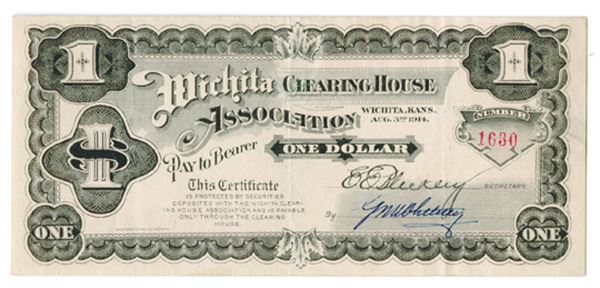 1 1
Wichita CLEARING HOUSE
ASSOCIATION
WICHITA, KANS.
AUG. 3RD 1914.
NUMBER
1630
PAY TO BEARER ONE DOLLAR
$1
This Certificate
IS PROTECTED BY SECURITIES
DEPOSITED WITH THE WICHITA CLEAR-
ING HOUSE ASSOCIATION AND IS PAYABLE
ONLY THROUGH THE CLEARING
HOUSE.
SECRETARY.
By
ONE ONE